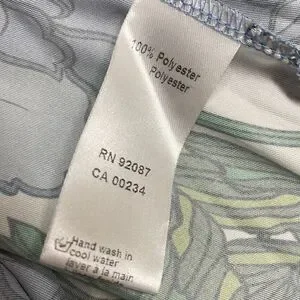 100% Polyester
Polyester
RN 92087
CA 00234
Hand wash in
cool water
laver a la main